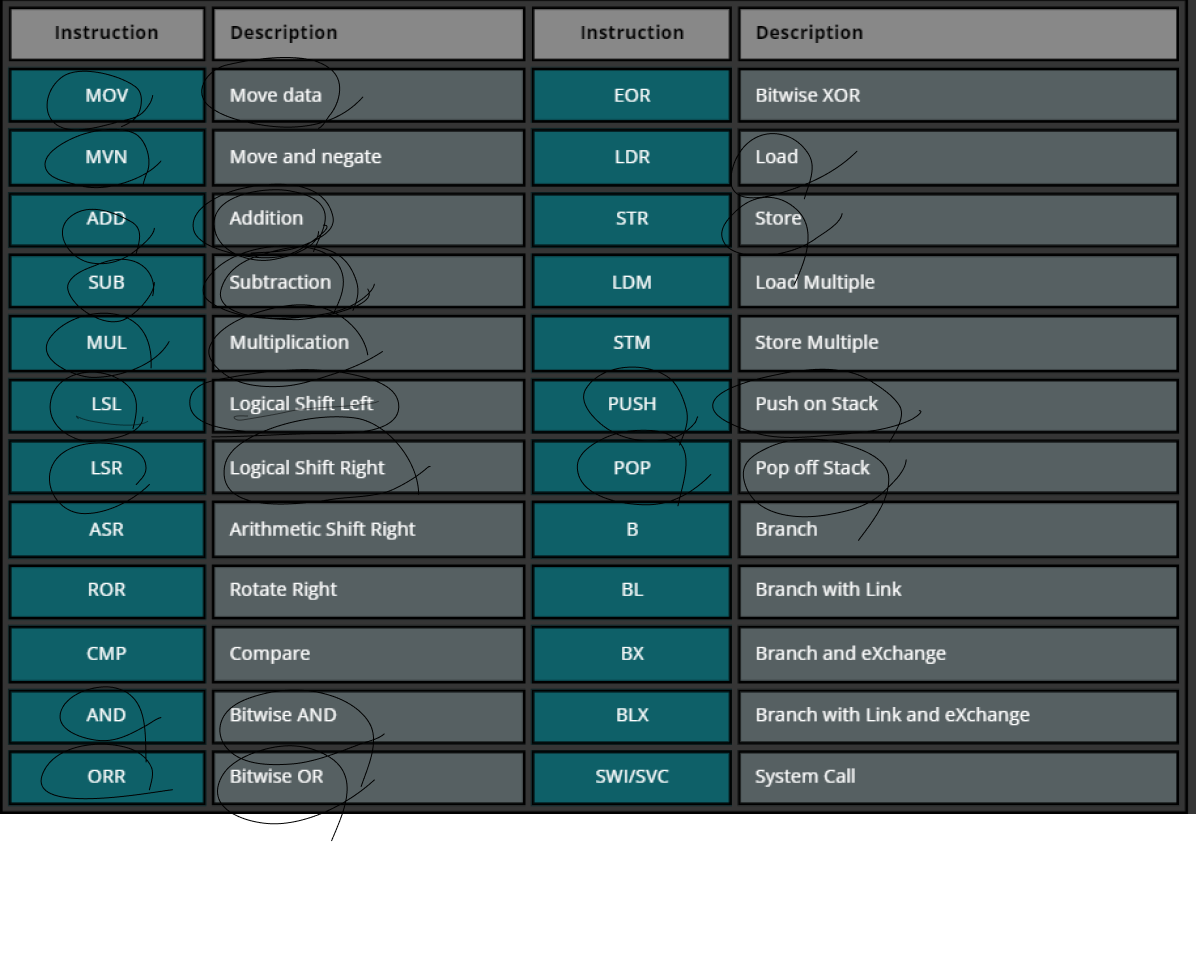 Instruction Description Instruction Description
MOV Move data EOR Bitwise XOR
MVN Move and negate LDR Load
ADD Addition STR Store
SUB Subtraction LDM Load Multiple
MUL Multiplication STM Store Multiple
LSL Logical Shift Left PUSH Push on Stack
LSR Logical Shift Right POP Pop off Stack
ASR Arithmetic Shift Right B Branch
ROR Rotate Right BL Branch with Link
CMP Compare BX Branch and eXchange
AND Bitwise AND BLX Branch with Link and eXchange
ORR Bitwise OR SWI/SVC System Call